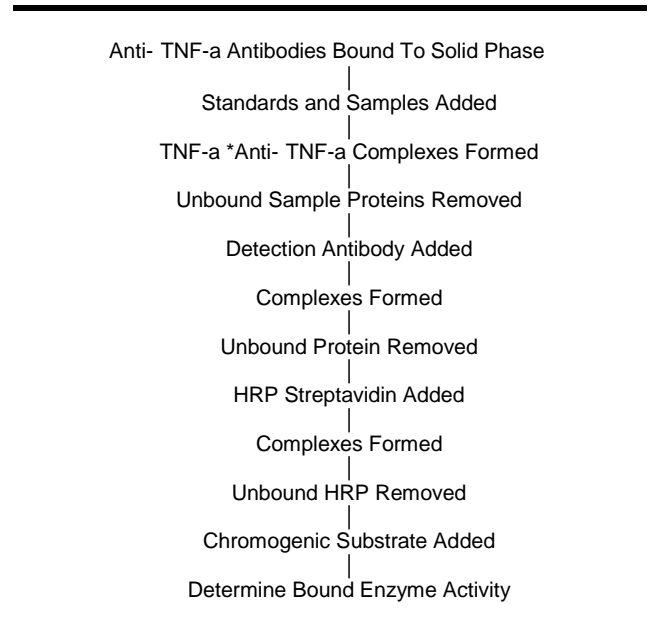 Anti- TNF-a Antibodies Bound To Solid Phase
Standards and Samples Added
TNF-a *Anti- TNF-a Complexes Formed
Unbound Sample Proteins Removed
Detection Antibody Added
Complexes Formed
Unbound Protein Removed
HRP Streptavidin Added
Complexes Formed
Unbound HRP Removed
Chromogenic Substrate Added
Determine Bound Enzyme Activity